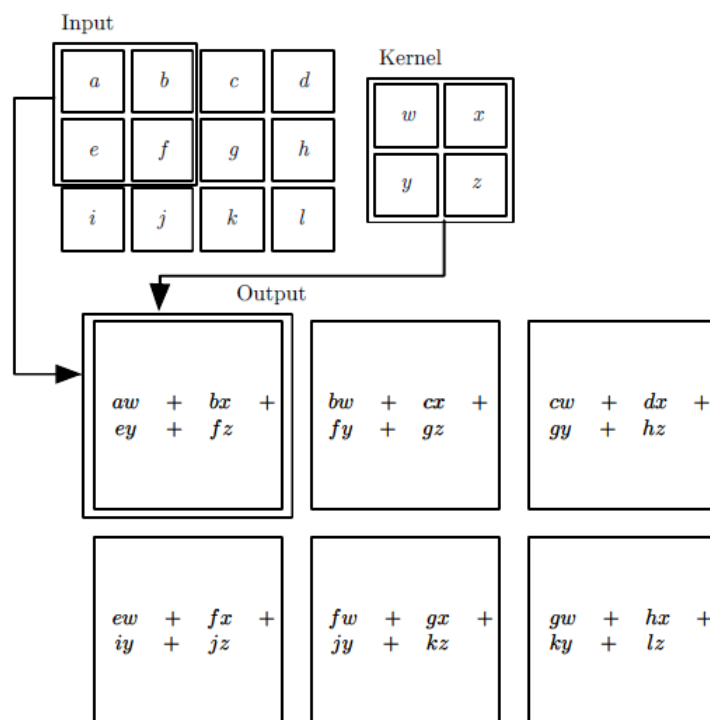 Input
a b c d
e f g h
i j k l
Kernel
w x
y z
Output
aw + bx +
ey + fz
bw + cx +
fy + gz
cw + dx +
gy + hz
ew + fx +
iy + jz
fw + gx +
jy + kz
gw + hx +
ky + lz